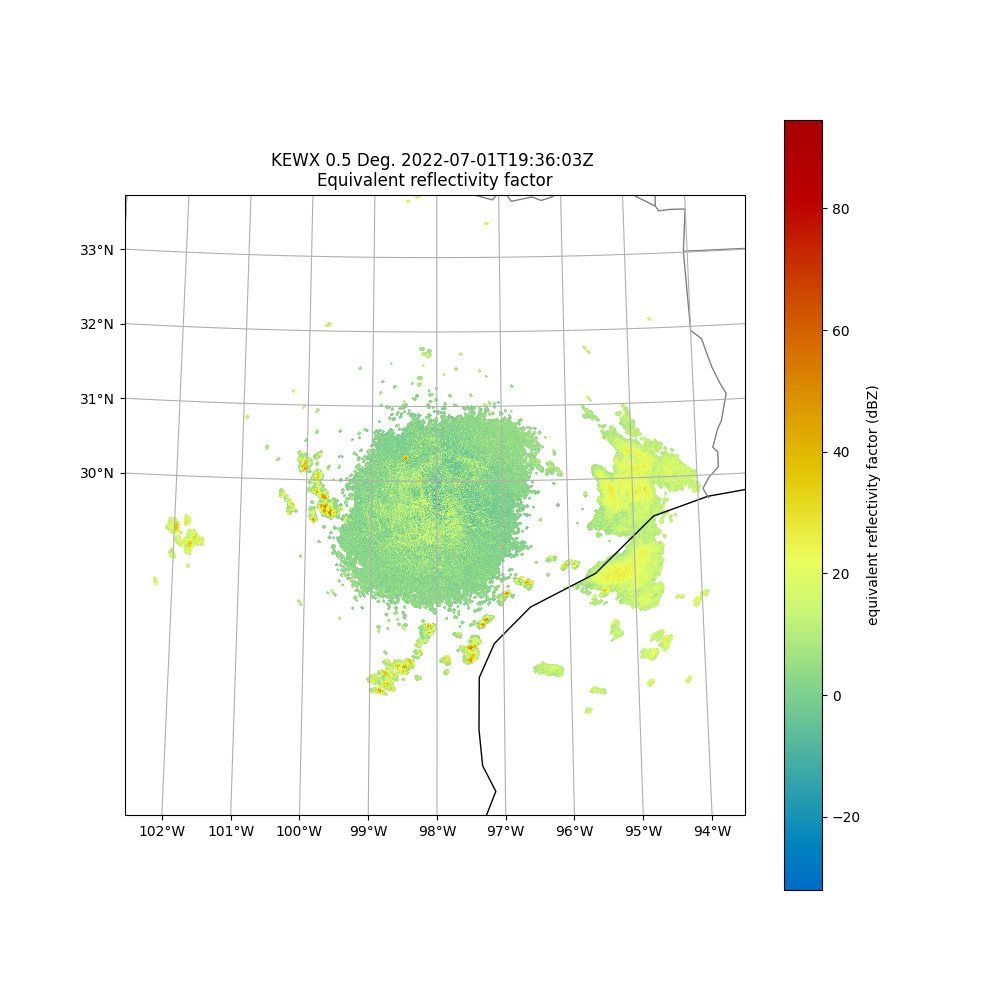 KEWX 0.5 Deg. 2022-07-01T19:36:03Z
Equivalent reflectivity factor
33°N
32°N
31°N
30°N
102°W 101°W 100°W 99°W 98°W 97°W 96°W 95°W 94°W
80
60
40
20
0
−20
equivalent reflectivity factor (dBZ)